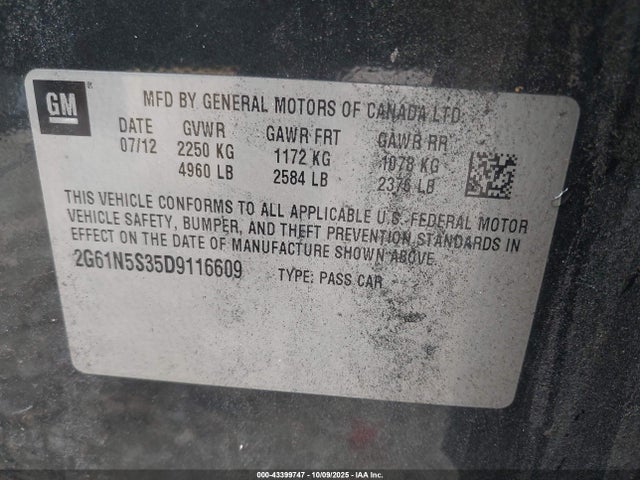 GM
MFD BY GENERAL MOTORS OF CANADA LTD.
DATE GVWR GAWR FRT GAWR RR
07/12 2250 KG 1172 KG 1078 KG
4960 LB 2584 LB 2376 LB
THIS VEHICLE CONFORMS TO ALL APPLICABLE U.S. FEDERAL MOTOR
VEHICLE SAFETY, BUMPER, AND THEFT PREVENTION STANDARDS IN
EFFECT ON THE DATE OF MANUFACTURE SHOWN ABOVE.
2G61N5S35D9116609 TYPE: PASS CAR
000-43399747 - 10/09/2025 - IAA Inc.